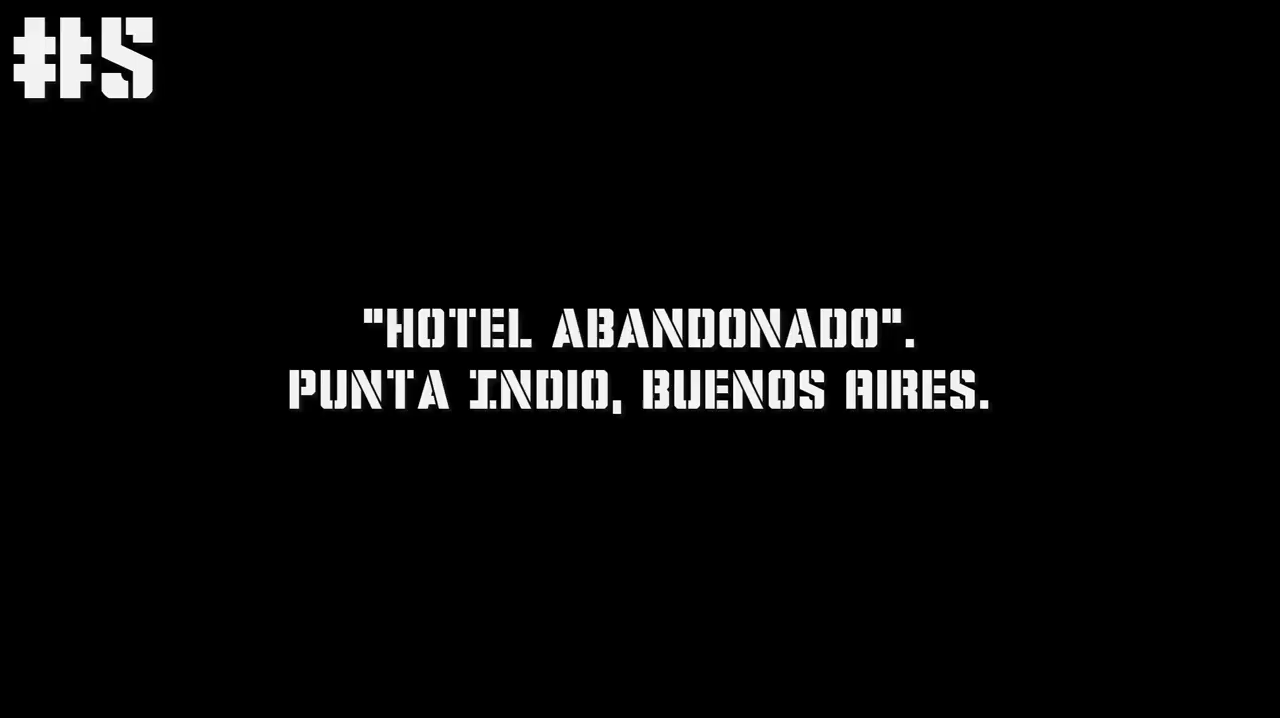 #5
"HOTEL ABANDONADO".
PUNTA INDIO, BUENOS AIRES.